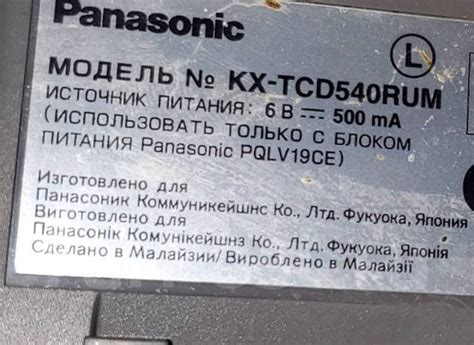 Panasonic
Ⓛ
МОДЕЛЬ № KX-TCD540RUM
ИСТОЧНИК ПИТАНИЯ: 6 В ⎓ 500 mA
(ИСПОЛЬЗОВАТЬ ТОЛЬКО С БЛОКОМ
ПИТАНИЯ Panasonic PQLV19CE)
Изготовлено для
Панасоник Коммуникейшнс Ко., Лтд. Фукуока, Япония
Виготовлено для
Панасонік Комунікейшнз Ко., Лтд. Фукуока, Японія
Сделано в Малайзии/ Вироблено в Малайзії